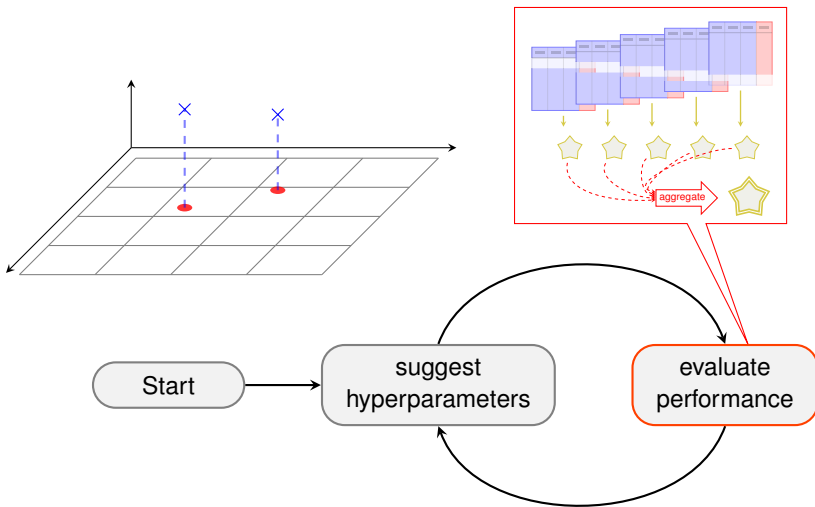 aggregate
Start
suggest
hyperparameters
evaluate
performance